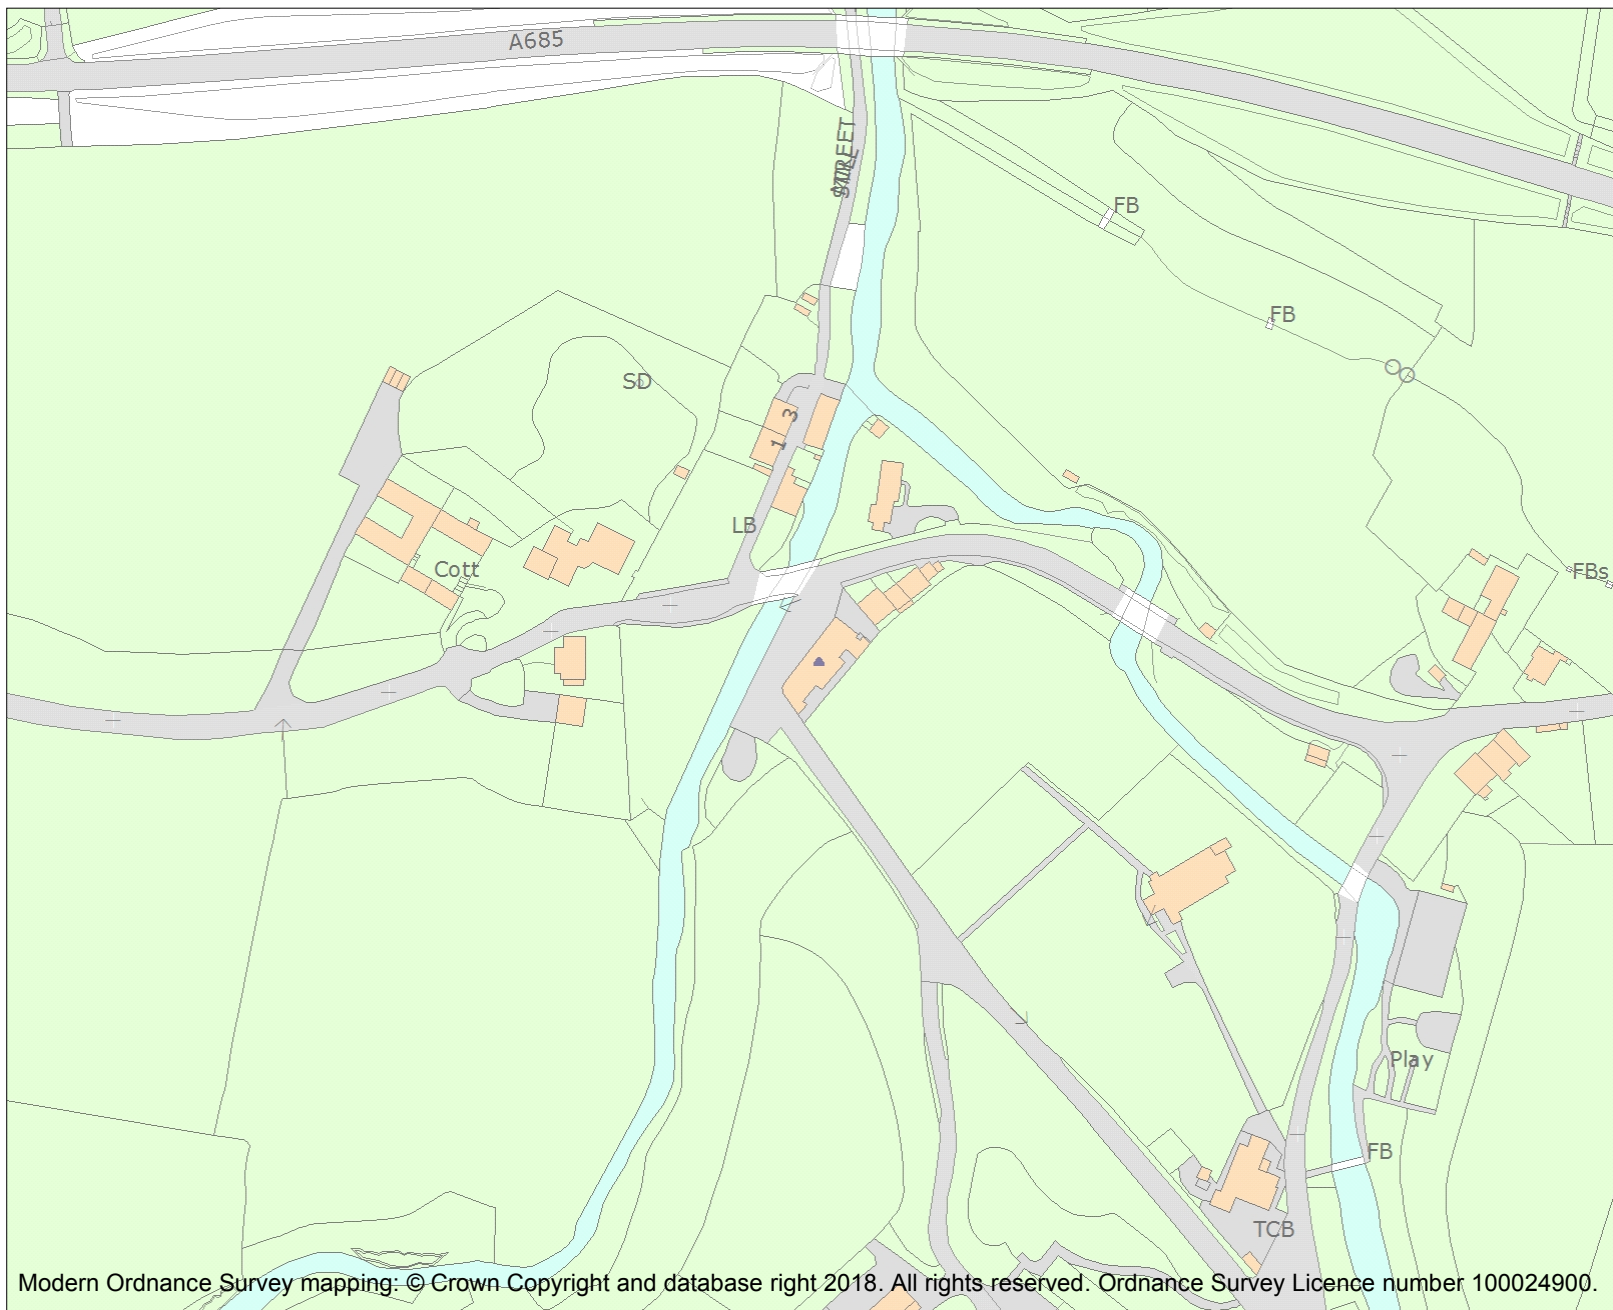 A685
MILL
STREET
FB
FB
SD
3
1
LB
Cott
FBs
Play
FB
TCB
Modern Ordnance Survey mapping: © Crown Copyright and database right 2018. All rights reserved. Ordnance Survey Licence number 100024900.